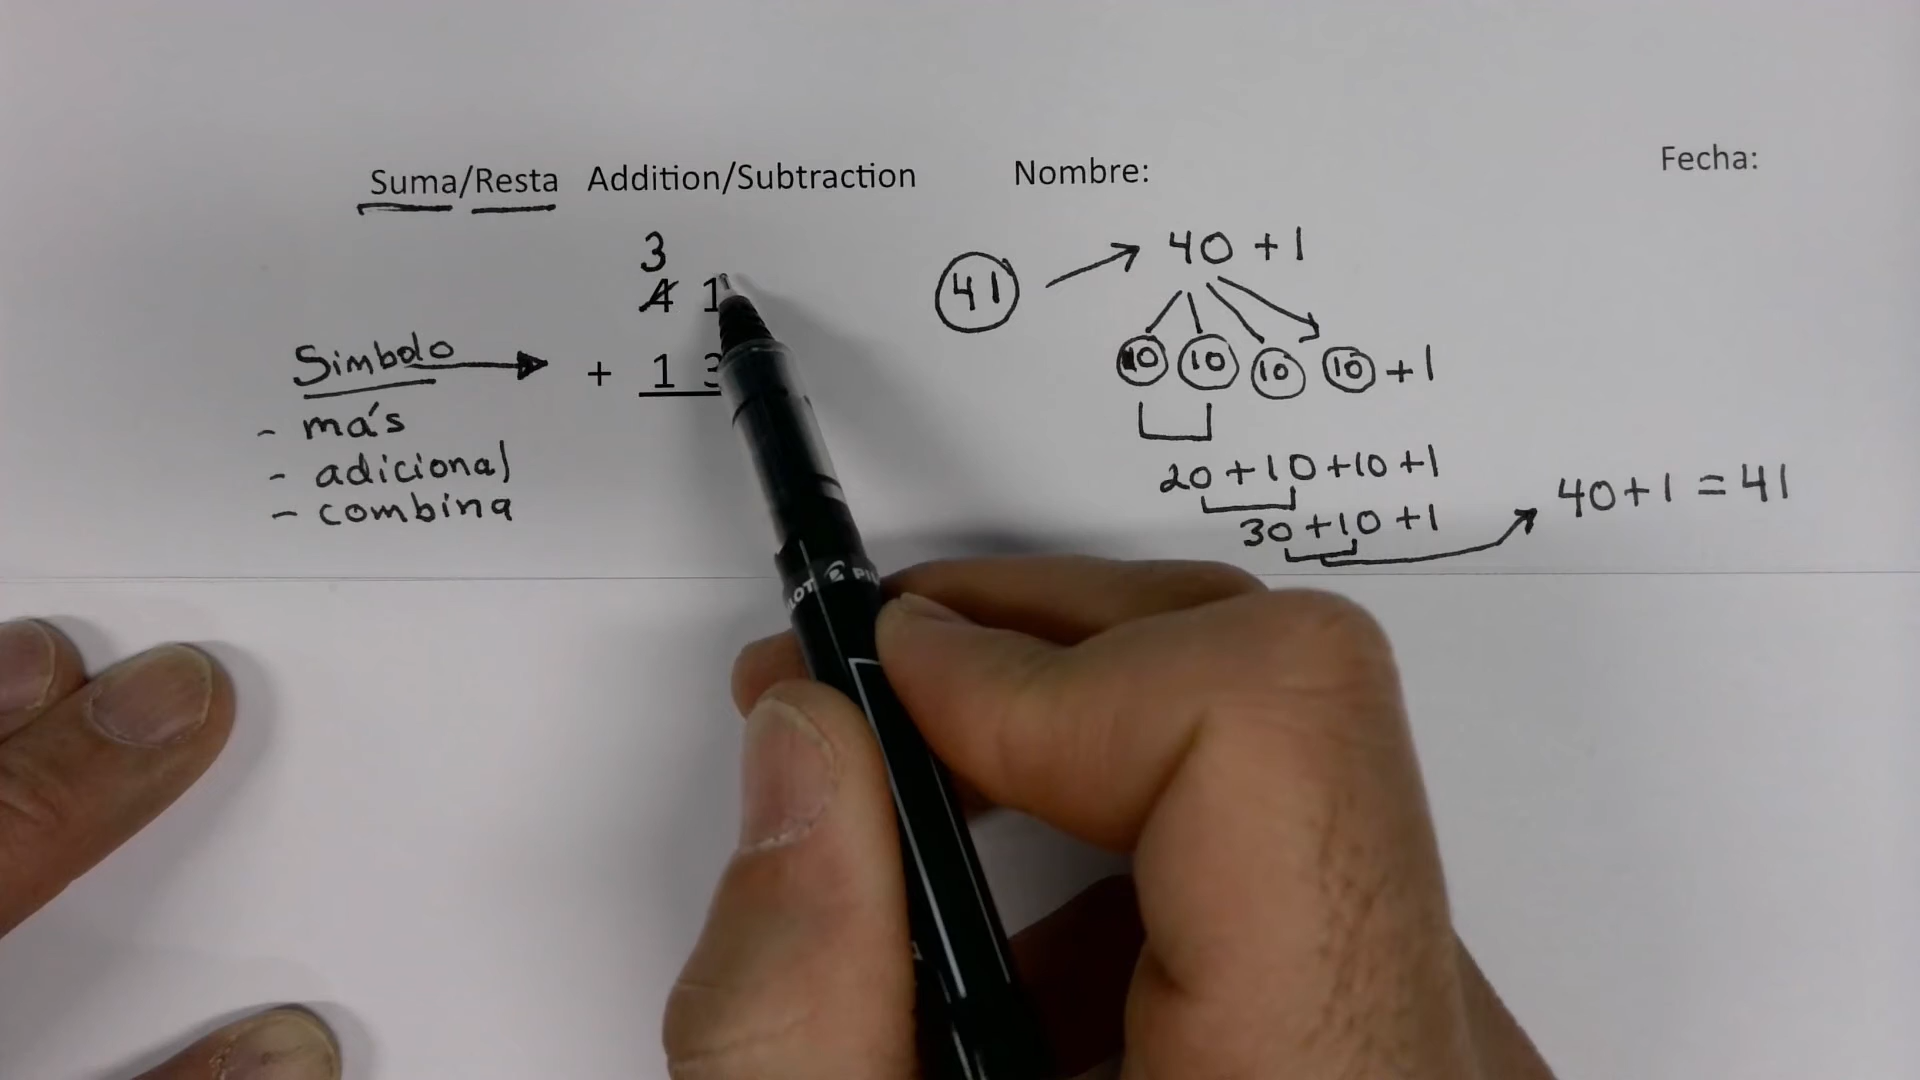 Suma/Resta Addition/Subtraction Nombre: Fecha:
3
4 1
+ 1 3
Simbolo
- más
- adicional
- combina
41 40 + 1
10 10 10 10 + 1
20 + 10 + 10 + 1
30 + 10 + 1
40 + 1 = 41
PILOT